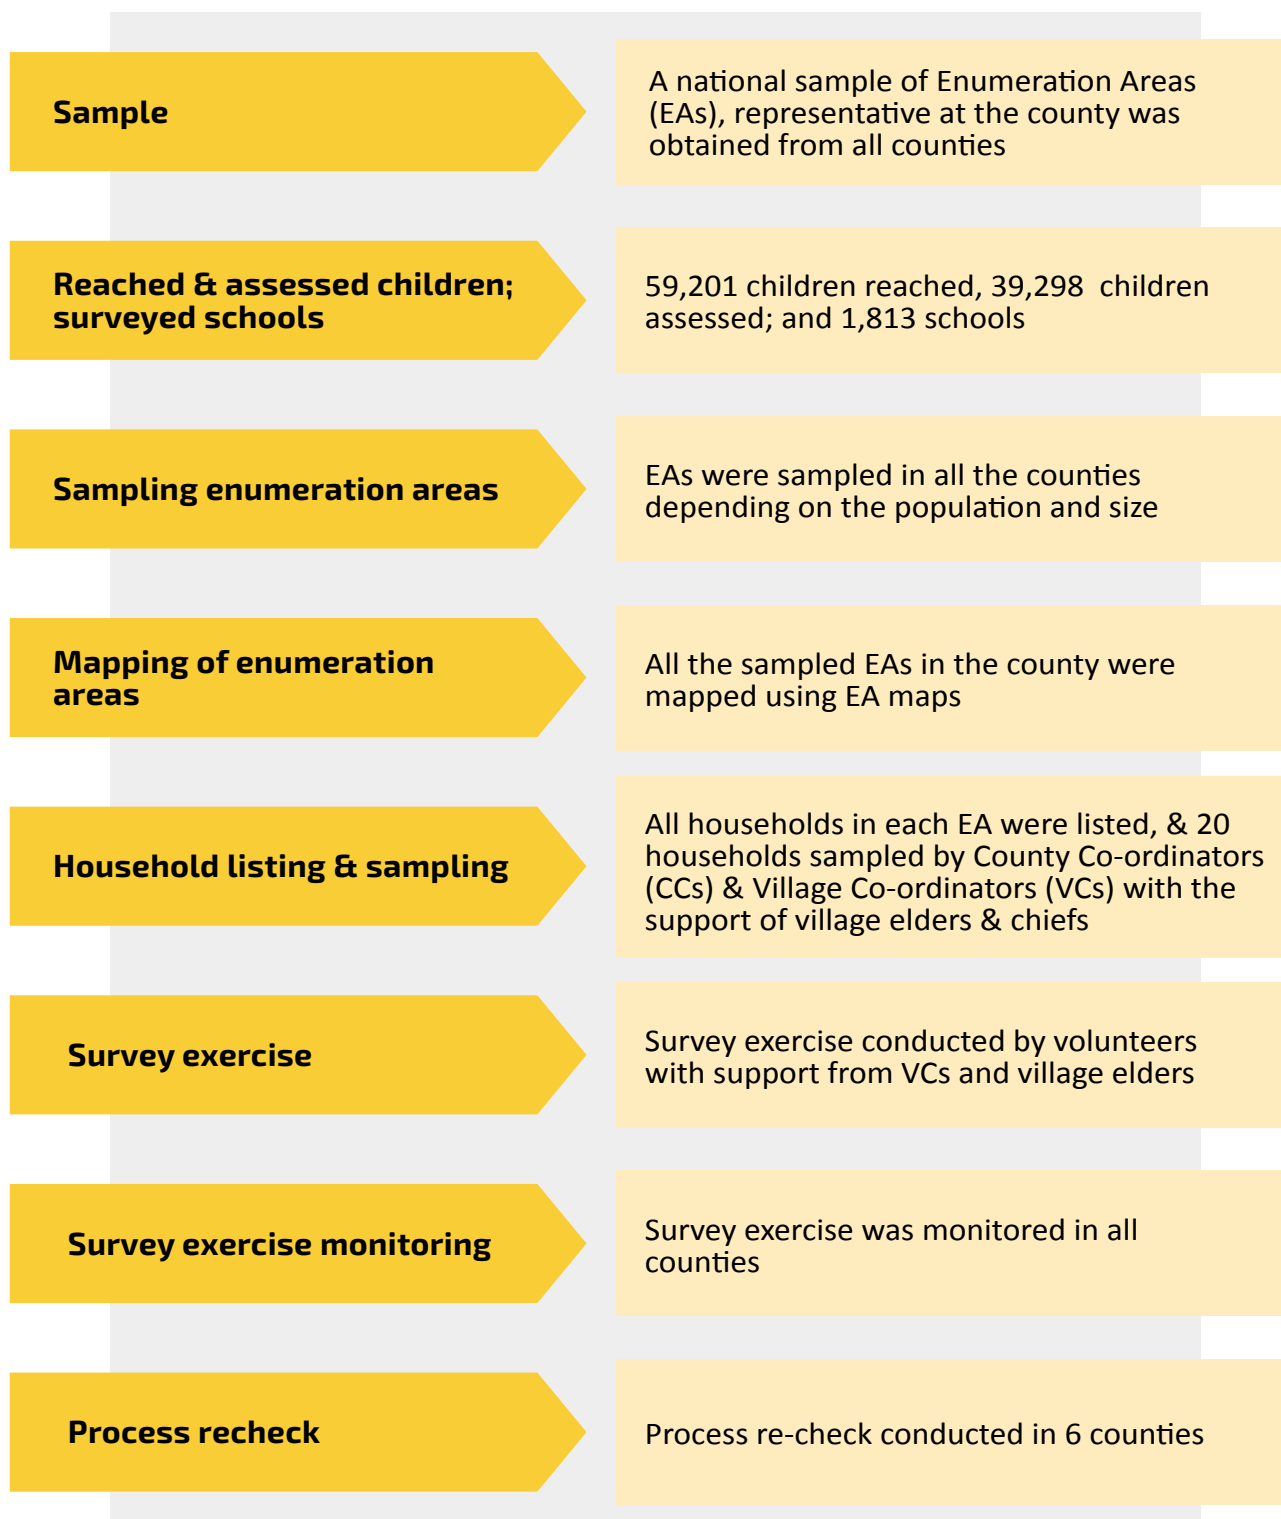 Sample
A national sample of Enumeration Areas
(EAs), representative at the county was
obtained from all counties
Reached & assessed children;
surveyed schools
59,201 children reached, 39,298 children
assessed; and 1,813 schools
Sampling enumeration areas
EAs were sampled in all the counties
depending on the population and size
Mapping of enumeration
areas
All the sampled EAs in the county were
mapped using EA maps
Household listing & sampling
All households in each EA were listed, & 20
households sampled by County Co-ordinators
(CCs) & Village Co-ordinators (VCs) with the
support of village elders & chiefs
Survey exercise
Survey exercise conducted by volunteers
with support from VCs and village elders
Survey exercise monitoring
Survey exercise was monitored in all
counties
Process recheck
Process re-check conducted in 6 counties